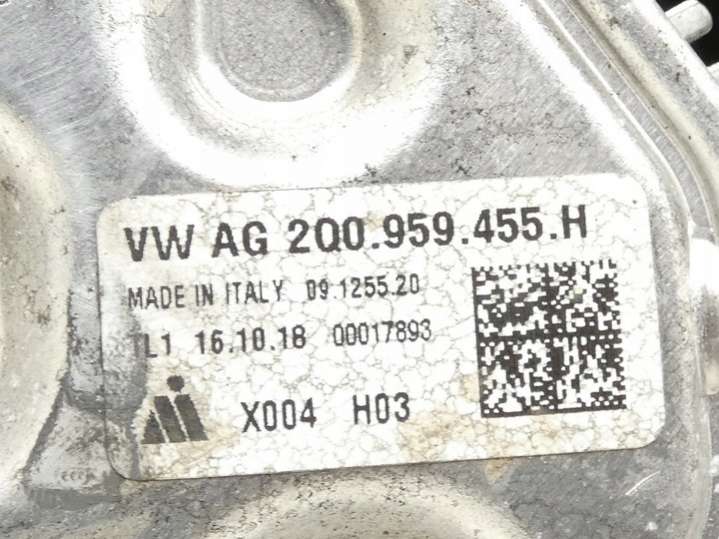 VW AG 2Q0.959.455.H
MADE IN ITALY 09.1255.20
TL1 16.10.18 00017893
X004 H03